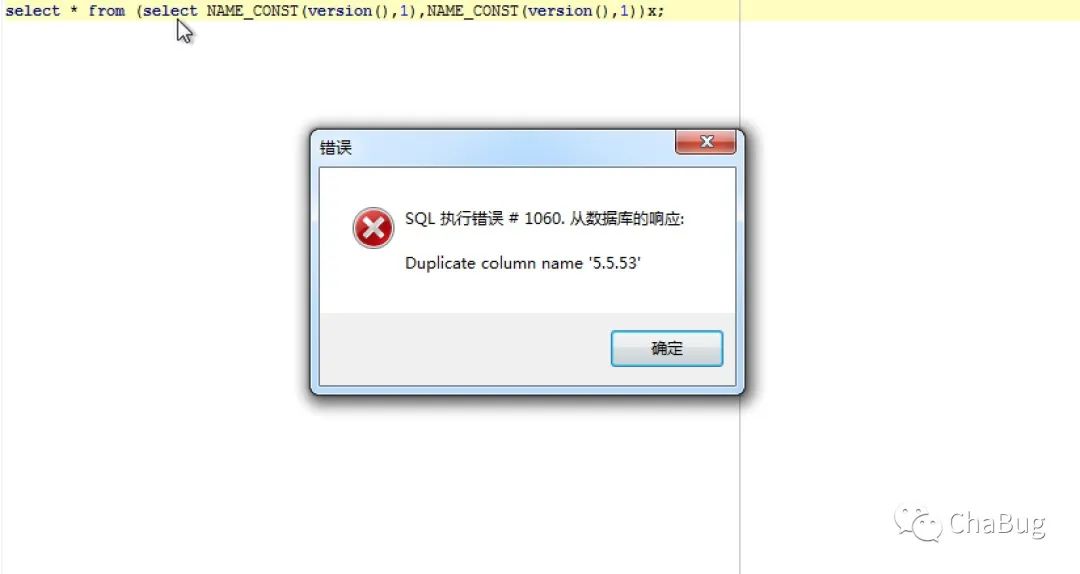 select * from (select NAME_CONST(version(),1),NAME_CONST(version(),1))x;
错误
SQL 执行错误 # 1060. 从数据库的响应:
Duplicate column name '5.5.53'
确定
ChaBug